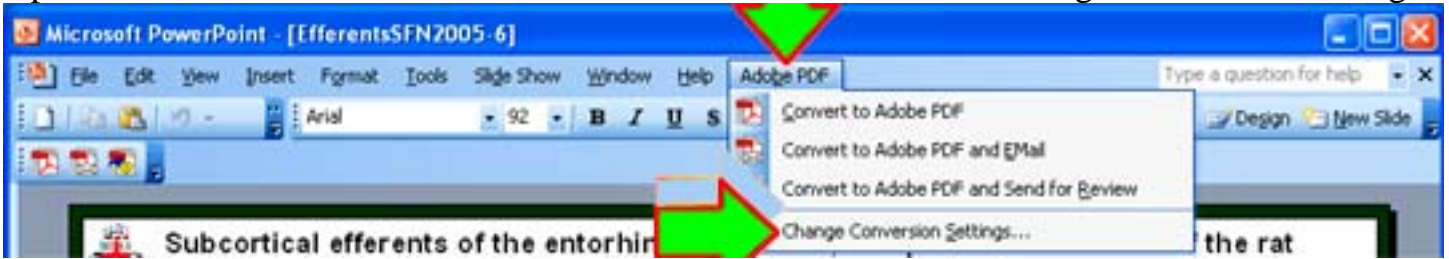 Microsoft PowerPoint - [EfferentsSFN2005-6]
File Edit View Insert Format Tools Slide Show Window Help Adobe PDF Type a question for help
Arial 92 B I U S Design New Slide
Convert to Adobe PDF
Convert to Adobe PDF and EMail
Convert to Adobe PDF and Send for Review
Change Conversion Settings...
Subcortical efferents of the the rat